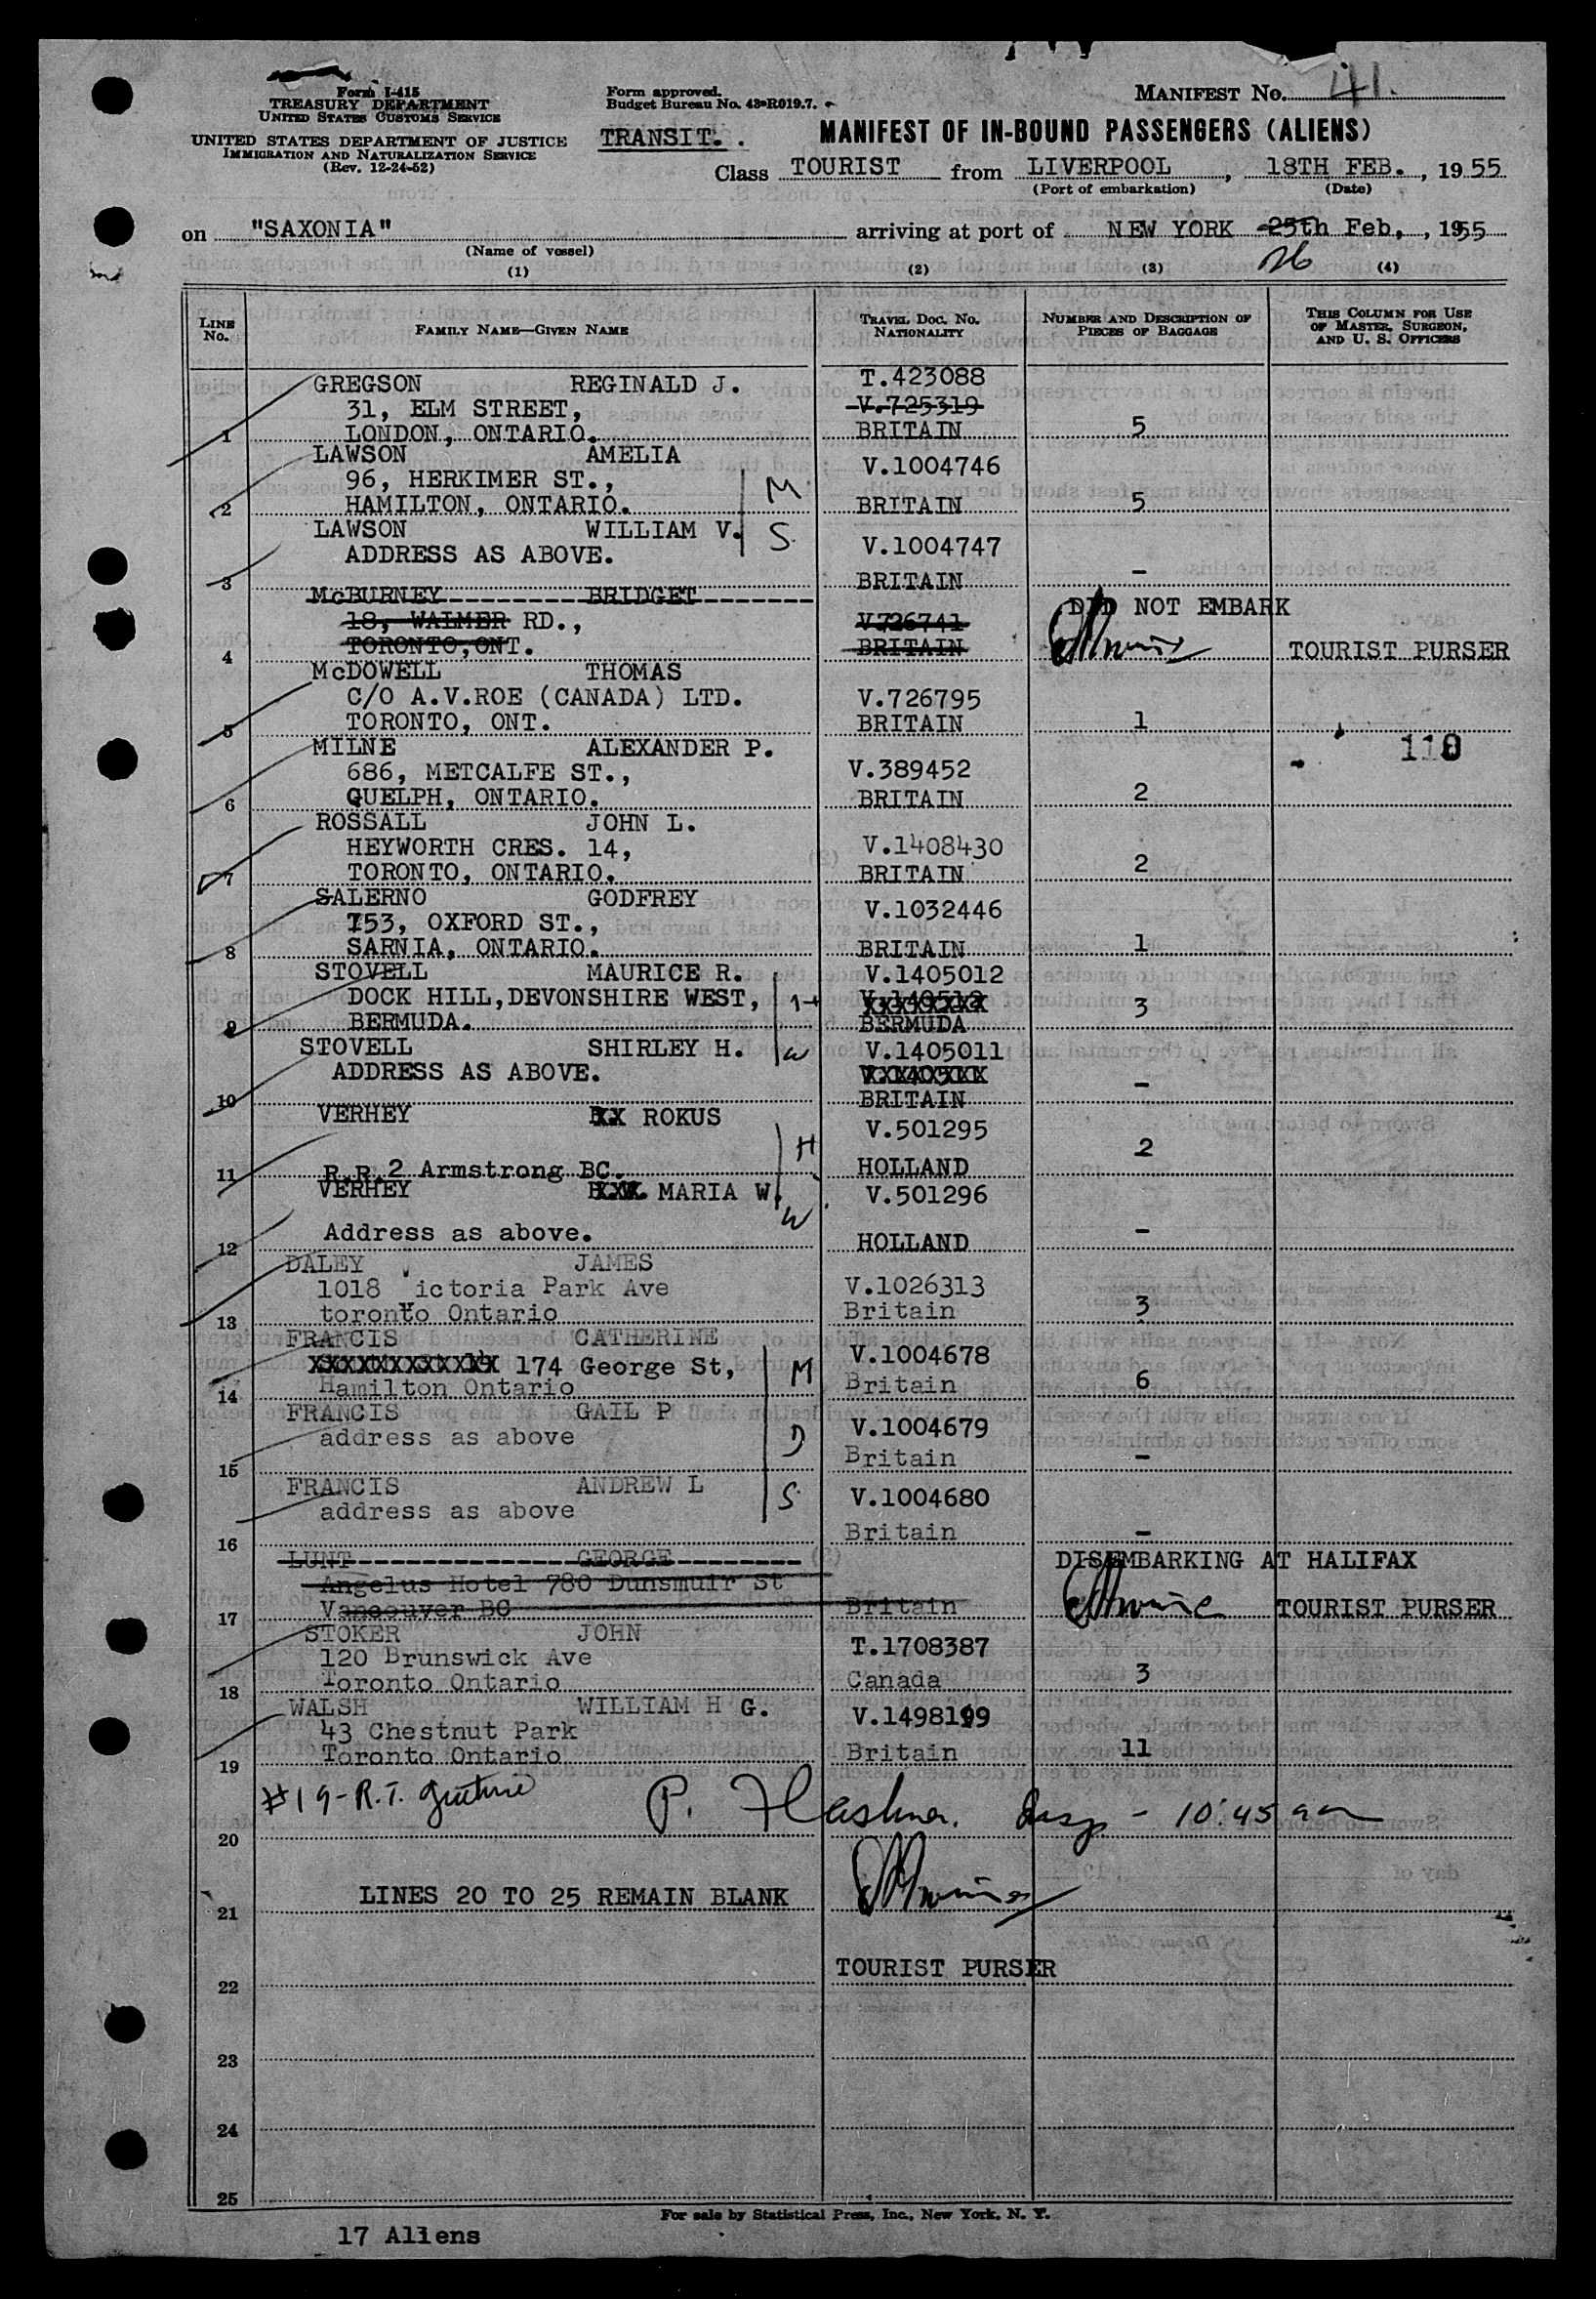 Form I-415
TREASURY DEPARTMENT
UNITED STATES CUSTOMS SERVICE
UNITED STATES DEPARTMENT OF JUSTICE
IMMIGRATION AND NATURALIZATION SERVICE
(Rev. 12-24-52)
Form approved.
Budget Bureau No. 43-R019.7.
TRANSIT.
MANIFEST No. 41.
MANIFEST OF IN-BOUND PASSENGERS (ALIENS)
Class TOURIST from LIVERPOOL, 18TH FEB., 1955
(Port of embarkation) (Date)
on "SAXONIA" arriving at port of NEW YORK 25th Feb, , 1955
(Name of vessel) 26
(1) (2) (3) (4)
LINE No. FAMILY NAME—GIVEN NAME TRAVEL DOC. No. NATIONALITY NUMBER AND DESCRIPTION OF PIECES OF BAGGAGE THIS COLUMN FOR USE OF MASTER, SURGEON, AND U. S. OFFICERS
GREGSON REGINALD J. T.423088
31, ELM STREET, V.725319
1 LONDON, ONTARIO. BRITAIN 5
LAWSON AMELIA V.1004746
96, HERKIMER ST., M
2 HAMILTON, ONTARIO. BRITAIN 5
LAWSON WILLIAM V. S V.1004747
ADDRESS AS ABOVE.
3 BRITAIN -
McBURNEY BRIDGET DID NOT EMBARK
18, WALMER RD., V.726741
4 TORONTO, ONT. BRITAIN TOURIST PURSER
McDOWELL THOMAS
C/O A.V.ROE (CANADA) LTD. V.726795
5 TORONTO, ONT. BRITAIN 1
MILNE ALEXANDER P. 110
686, METCALFE ST., V.389452
6 GUELPH, ONTARIO. BRITAIN 2
ROSSALL JOHN L.
HEYWORTH CRES. 14, V.1408430
7 TORONTO, ONTARIO. BRITAIN 2
SALERNO GODFREY V.1032446
153, OXFORD ST.,
8 SARNIA, ONTARIO. BRITAIN 1
STOVELL MAURICE R. V.1405012
DOCK HILL, DEVONSHIRE WEST, H
9 BERMUDA. BERMUDA 3
STOVELL SHIRLEY H. W V.1405011
ADDRESS AS ABOVE.
10 BRITAIN -
VERHEY ROKUS V.501295
H
11 R.R.2 Armstrong BC. HOLLAND 2
VERHEY MARIA W. W V.501296
12 Address as above. HOLLAND -
DALEY JAMES
1018 Victoria Park Ave V.1026313
13 toronto Ontario Britain 3
FRANCIS CATHERINE
174 George St, M V.1004678
14 Hamilton Ontario Britain 6
FRANCIS GAIL P V.1004679
address as above D
15 Britain -
FRANCIS ANDREW L S V.1004680
address as above
16 Britain -
LUNT GEORGE DISEMBARKING AT HALIFAX
Angelus Hotel 780 Dunsmuir St
17 Vancouver BC Britain TOURIST PURSER
STOKER JOHN T.1708387
120 Brunswick Ave
18 Toronto Ontario Canada 3
WALSH WILLIAM H G. V.1498199
43 Chestnut Park
19 Toronto Ontario Britain 11
#19-R.T. Guthrie
P. Insp - 10:45 am
20
21 LINES 20 TO 25 REMAIN BLANK
TOURIST PURSER
22
23
24
25
For sale by Statistical Press, Inc., New York, N. Y.
17 Aliens